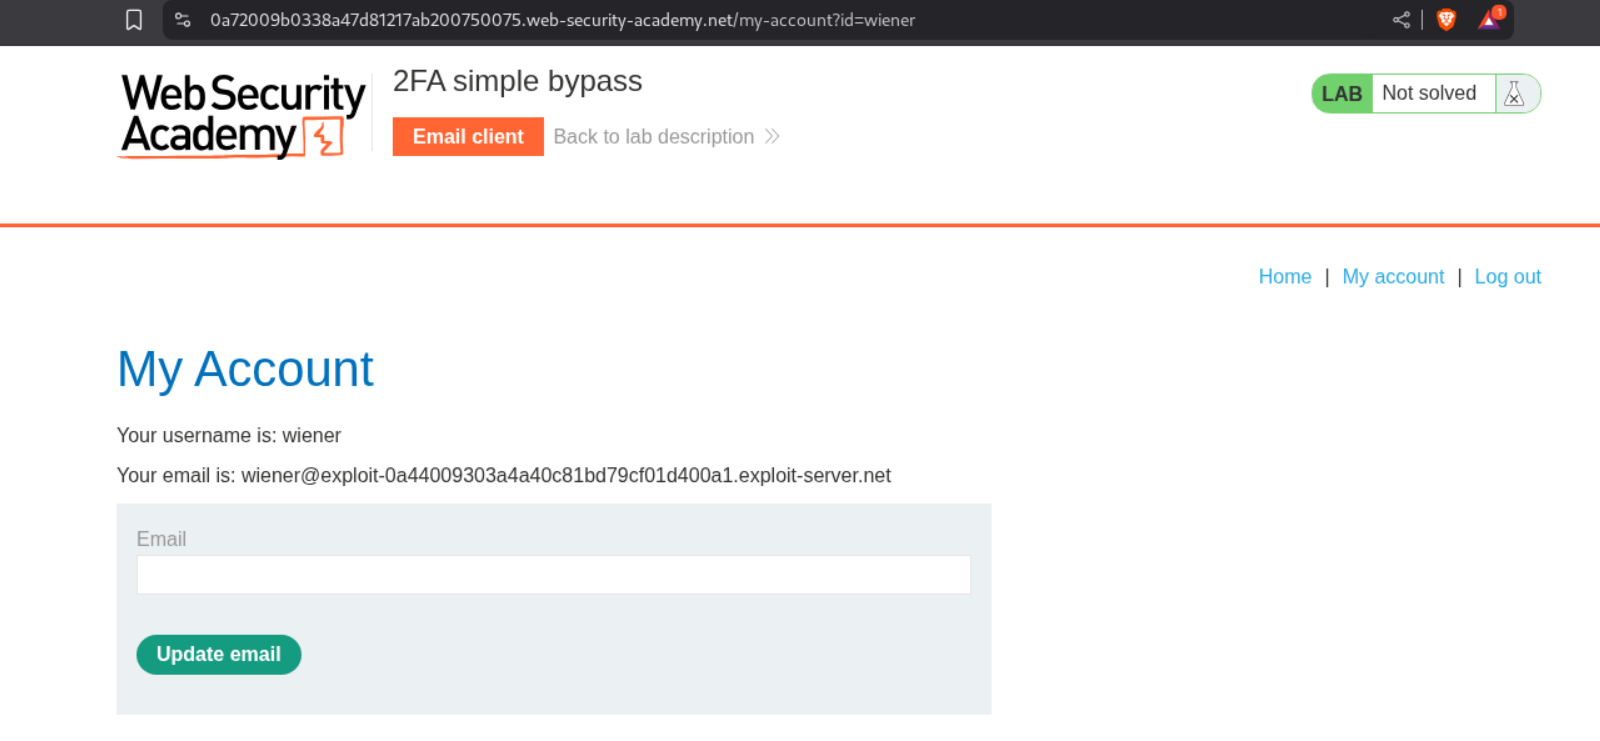 0a72009b0338a47d81217ab200750075.web-security-academy.net/my-account?id=wiener
1
Web Security
Academy
2FA simple bypass
Email client
Back to lab description
LAB
Not solved
Home | My account | Log out
My Account
Your username is: wiener
Your email is: wiener@exploit-0a44009303a4a40c81bd79cf01d400a1.exploit-server.net
Email
Update email